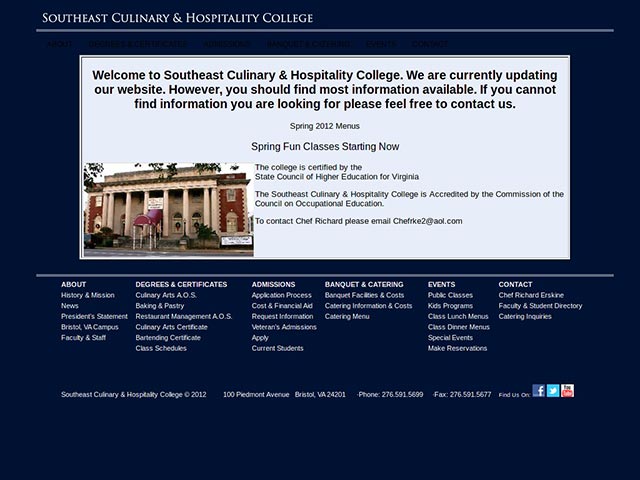 SOUTHEAST CULINARY & HOSPITALITY COLLEGE
ABOUT DEGREES & CERTIFICATES ADMISSIONS BANQUET & CATERING EVENTS CONTACT
Welcome to Southeast Culinary & Hospitality College. We are currently updating
our website. However, you should find most information available. If you cannot
find information you are looking for please feel free to contact us.
Spring 2012 Menus
Spring Fun Classes Starting Now
The college is certified by the
State Council of Higher Education for Virginia
The Southeast Culinary & Hospitality College is Accredited by the Commission of the
Council on Occupational Education.
To contact Chef Richard please email Chefrke2@aol.com
ABOUT DEGREES & CERTIFICATES ADMISSIONS BANQUET & CATERING EVENTS CONTACT
History & Mission Culinary Arts A.O.S. Application Process Banquet Facilities & Costs Public Classes Chef Richard Erskine
News Baking & Pastry Cost & Financial Aid Catering Information & Costs Kids Programs Faculty & Student Directory
President's Statement Restaurant Management A.O.S. Request Information Catering Menu Class Lunch Menus Catering Inquiries
Bristol, VA Campus Culinary Arts Certificate Veteran's Admissions Class Dinner Menus
Faculty & Staff Bartending Certificate Apply Special Events
Class Schedules Current Students Make Reservations
Southeast Culinary & Hospitality College © 2012 100 Piedmont Avenue Bristol, VA 24201 ·Phone: 276.591.5699 ·Fax: 276.591.5677 Find Us On: f You Tube